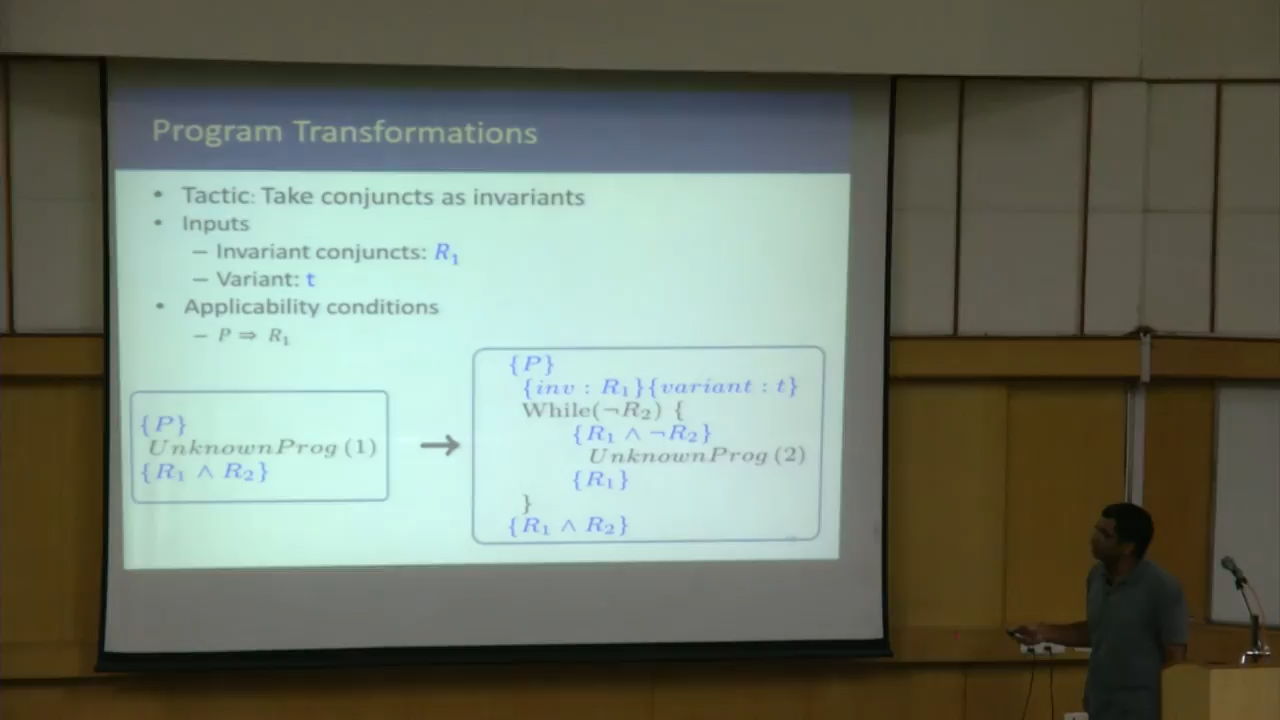 Program Transformations
• Tactic: Take conjuncts as invariants
• Inputs
– Invariant conjuncts: R₁
– Variant: t
• Applicability conditions
– P ⇒ R₁
{P}
UnknownProg (1)
{R₁ ∧ R₂}
→
{P}
{inv : R₁}{variant : t}
While(¬R₂) {
{R₁ ∧ ¬R₂}
UnknownProg (2)
{R₁}
}
{R₁ ∧ R₂}